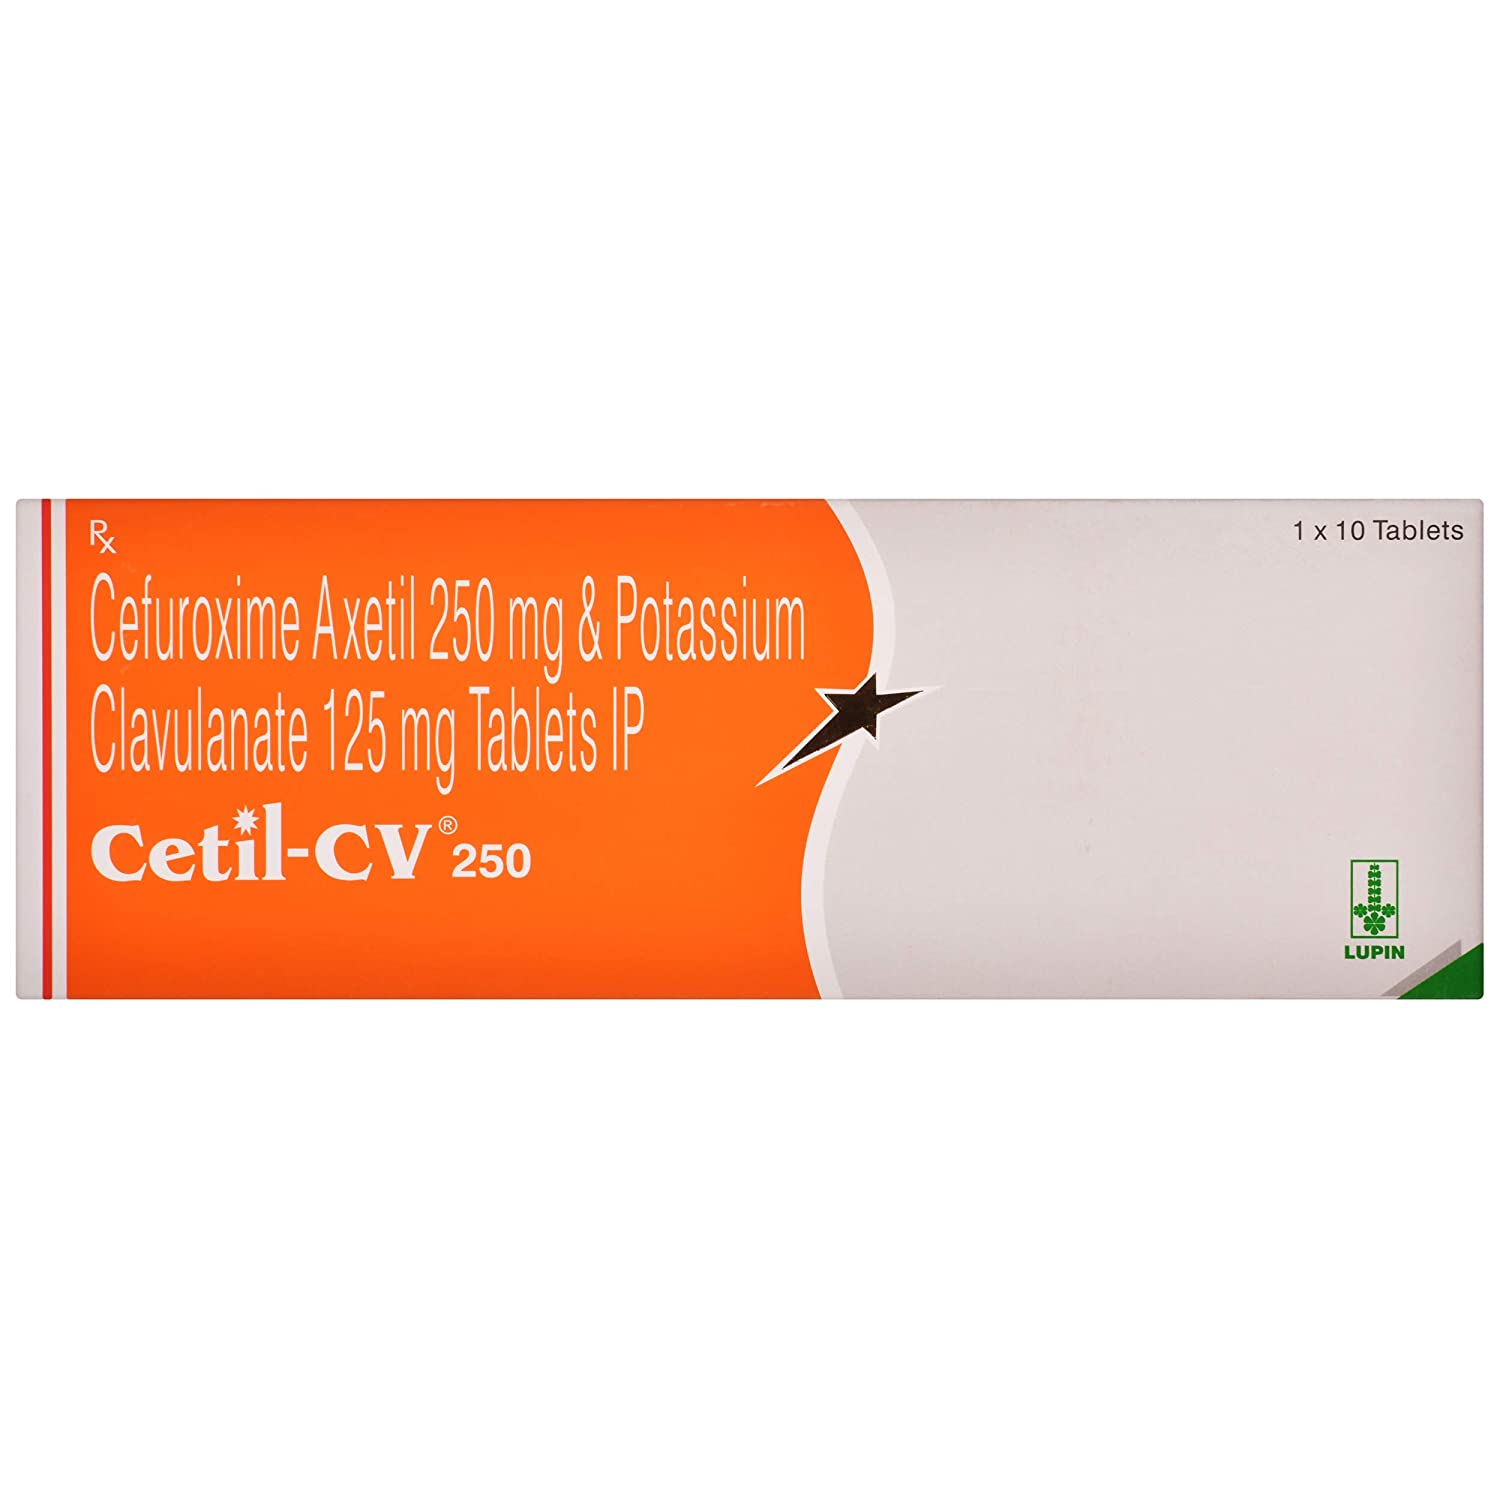 Rx
Cefuroxime Axetil 250 mg & Potassium
Clavulanate 125 mg Tablets IP
Cetil-CV® 250
1 x 10 Tablets
LUPIN